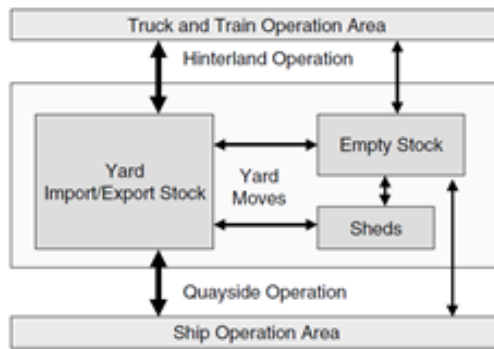 Truck and Train Operation Area
Hinterland Operation
Yard
Import/Export Stock
Empty Stock
Yard
Moves
Sheds
Quayside Operation
Ship Operation Area